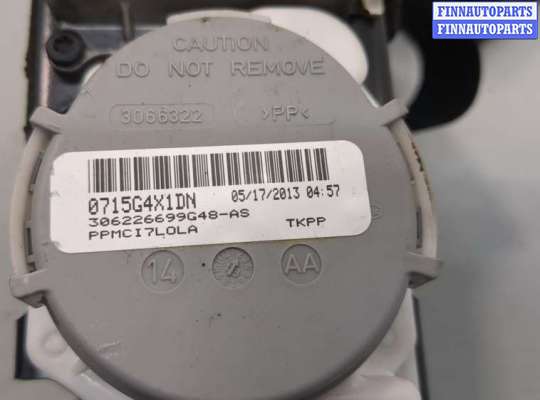 FINNAUTOPARTS
FINNAUTOPARTS
CAUTION
DO NOT REMOVE
3066322
>PP<
0715G4X1DN
05/17/2013 04:57
306226699G48-AS
PPMCI7LOLA
TKPP
14
AA